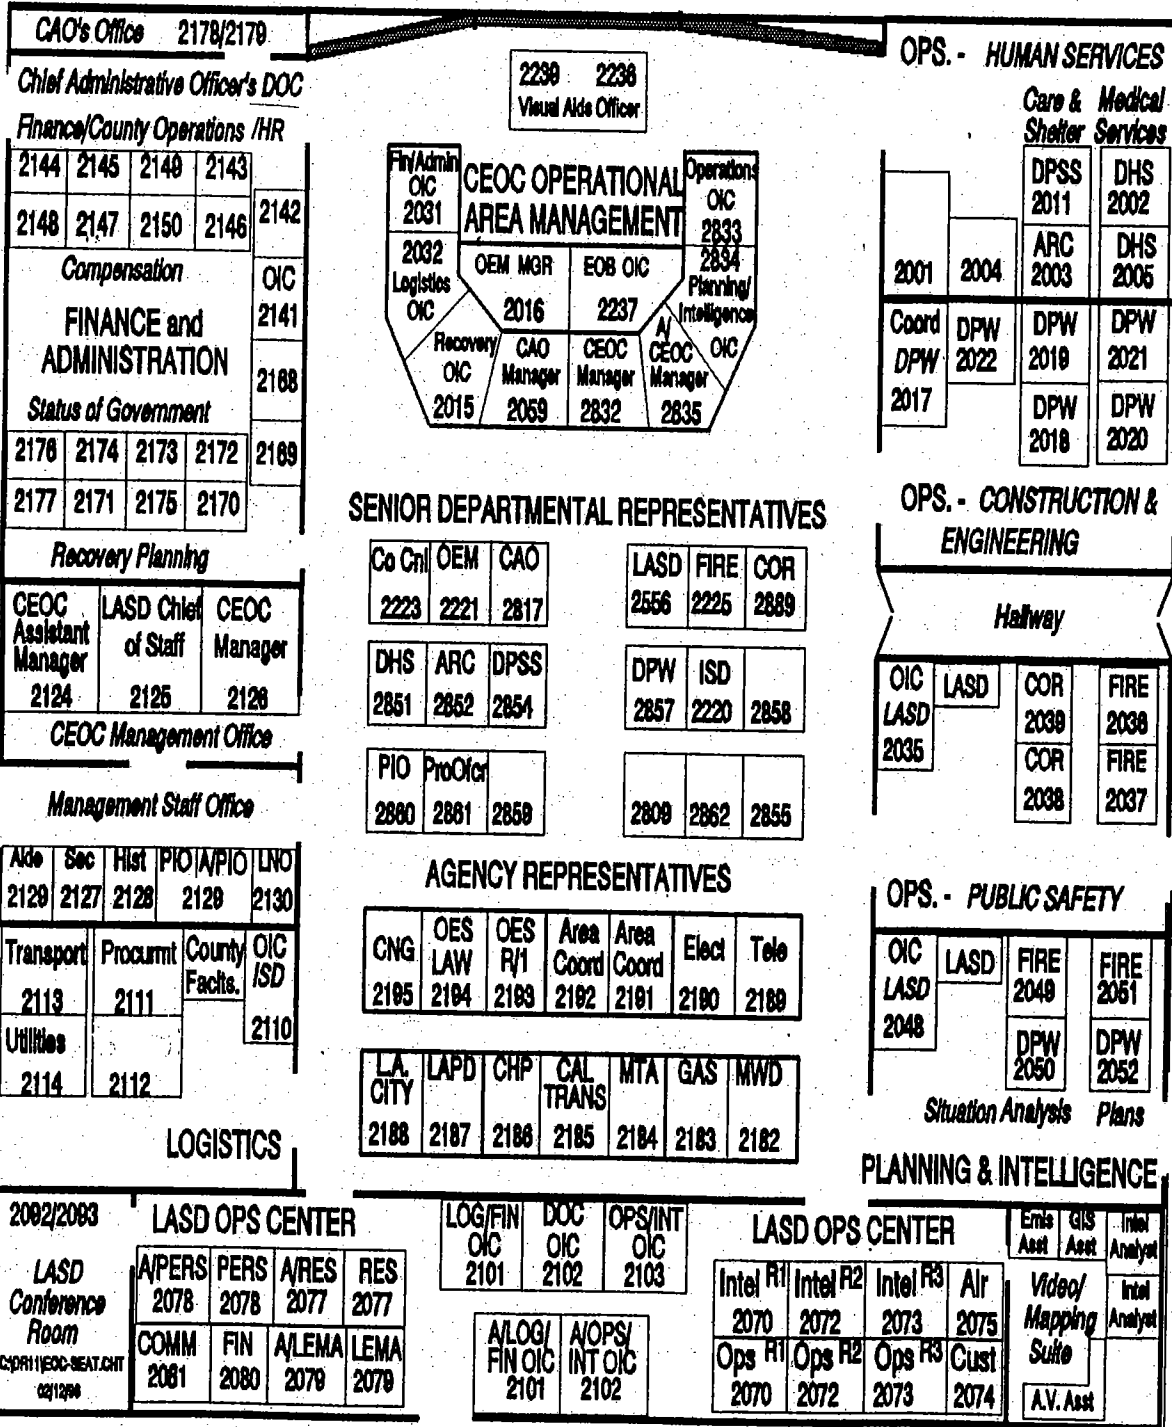 CAO's Office 2178/2179
Chief Administrative Officer's DOC
Finance/County Operations /HR
2144 2145 2149 2143
2148 2147 2150 2146 2142
Compensation
OIC
2141
FINANCE and
ADMINISTRATION
2168
Status of Government
2176 2174 2173 2172 2169
2177 2171 2175 2170
Recovery Planning
CEOC
Assistant
Manager
2124
LASD Chief
of Staff
2125
CEOC
Manager
2126
CEOC Management Office
Management Staff Office
Aide Sec Hist PIO A/PIO LNO
2129 2127 2128 2129 2130
Transport
2113
Procurmt
2111
County
Facits.
OIC
ISD
2110
Utilities
2114
2112
LOGISTICS
2239 2236
Visual Aids Officer
CEOC OPERATIONAL
AREA MANAGEMENT
Fin/Admin
OIC
2031
Operations
OIC
2833
2032
Logistics
OIC
OEM MGR
2016
EOB OIC
2237
2834
Planning/
Intelligence
OIC
Recovery
OIC
2015
CAO
Manager
2059
CEOC
Manager
2832
A/
CEOC
Manager
2835
SENIOR DEPARTMENTAL REPRESENTATIVES
Co Cnl OEM CAO
2223 2221 2817
LASD FIRE COR
2556 2225 2889
DHS ARC DPSS
2851 2852 2854
DPW ISD
2857 2220 2858
PIO ProOfcr
2860 2861 2859
2809 2862 2855
AGENCY REPRESENTATIVES
CNG
2195
OES
LAW
2194
OES
R/1
2193
Area
Coord
2192
Area
Coord
2191
Elect
2190
Tele
2189
L.A.
CITY
2188
LAPD
2187
CHP
2186
CAL
TRANS
2185
MTA
2184
GAS
2183
MWD
2182
OPS. - HUMAN SERVICES
Care &
Shelter
Medical
Services
2001
2004
DPSS
2011
DHS
2002
ARC
2003
DHS
2005
Coord
DPW
2017
DPW
2022
DPW
2019
DPW
2021
DPW
2018
DPW
2020
OPS. - CONSTRUCTION &
ENGINEERING
Hallway
OIC
LASD
2035
LASD
COR
2039
FIRE
2036
COR
2038
FIRE
2037
OPS. - PUBLIC SAFETY
OIC
LASD
2048
LASD
FIRE
2049
FIRE
2051
DPW
2050
DPW
2052
Situation Analysis Plans
PLANNING & INTELLIGENCE
2092/2093
LASD
Conference
Room
C:\DR11\EOC-SEAT.CHT
02/12/96
LASD OPS CENTER
A/PERS PERS A/RES RES
2078 2078 2077 2077
COMM FIN A/LEMA LEMA
2081 2080 2079 2079
LOG/FIN
OIC
2101
DOC
OIC
2102
OPS/INT
OIC
2103
A/LOG/
FIN OIC
2101
A/OPS/
INT OIC
2102
LASD OPS CENTER
Intel R1 Intel R2 Intel R3 Air
2070 2072 2073 2075
Ops R1 Ops R2 Ops R3 Cust
2070 2072 2073 2074
Emis
Asst
GIS
Asst
Intel
Analyst
Video/
Mapping
Suite
Intel
Analyst
A.V. Asst